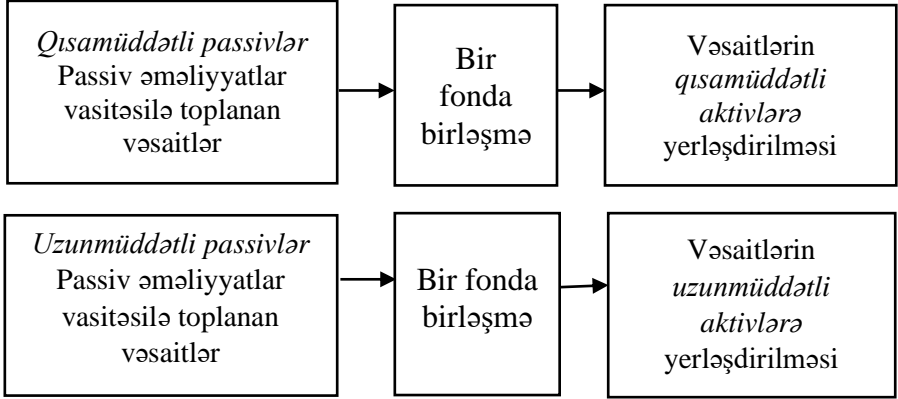 Qısamüddətli passivlər
Passiv əməliyyatlar
vasitəsilə toplanan
vəsaitlər
Bir
fonda
birləşmə
Vəsaitlərin
qısamüddətli
aktivlərə
yerləşdirilməsi
Uzunmüddətli passivlər
Passiv əməliyyatlar
vasitəsilə toplanan
vəsaitlər
Bir fonda
birləşmə
Vəsaitlərin
uzunmüddətli
aktivlərə
yerləşdirilməsi